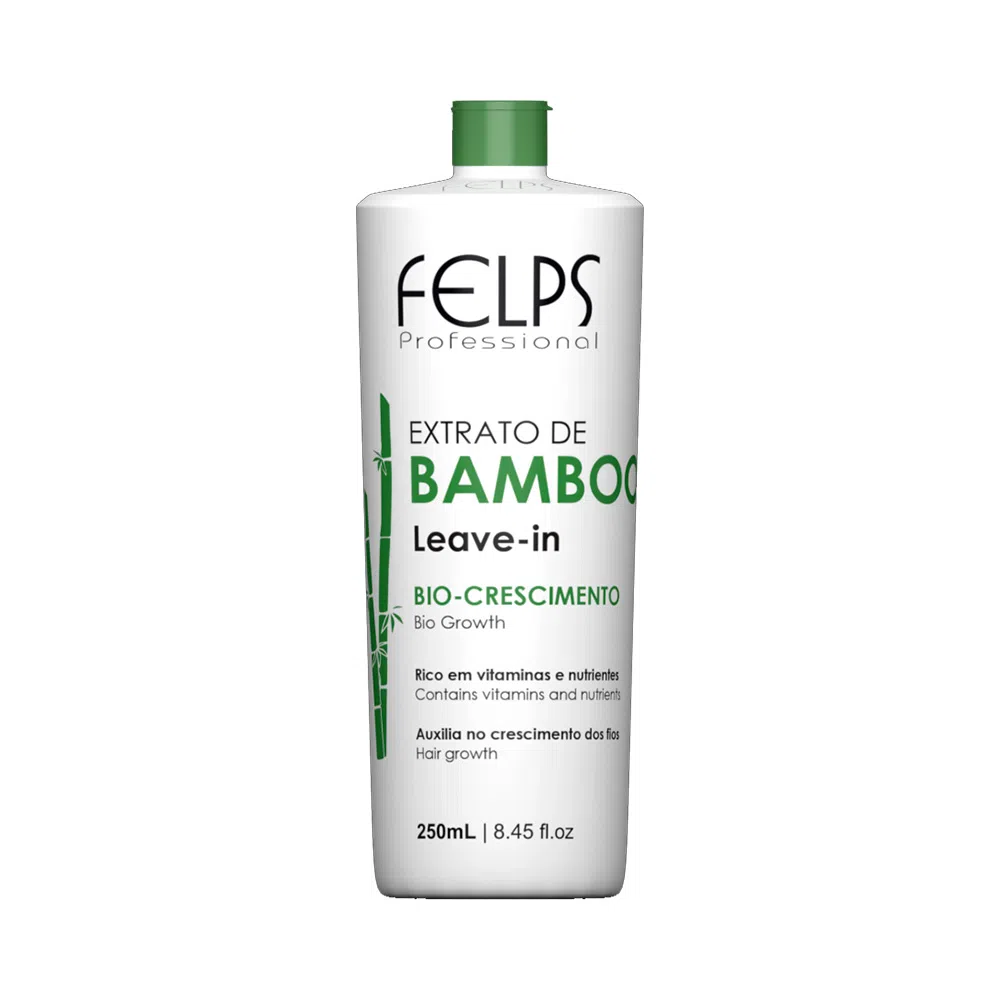 FELPS
FELPS
Professional
EXTRATO DE
BAMBOO
Leave-in
BIO-CRESCIMENTO
Bio Growth
Rico em vitaminas e nutrientes
Contains vitamins and nutrients
Auxilia no crescimento dos fios
Hair growth
250mL | 8.45 fl.oz